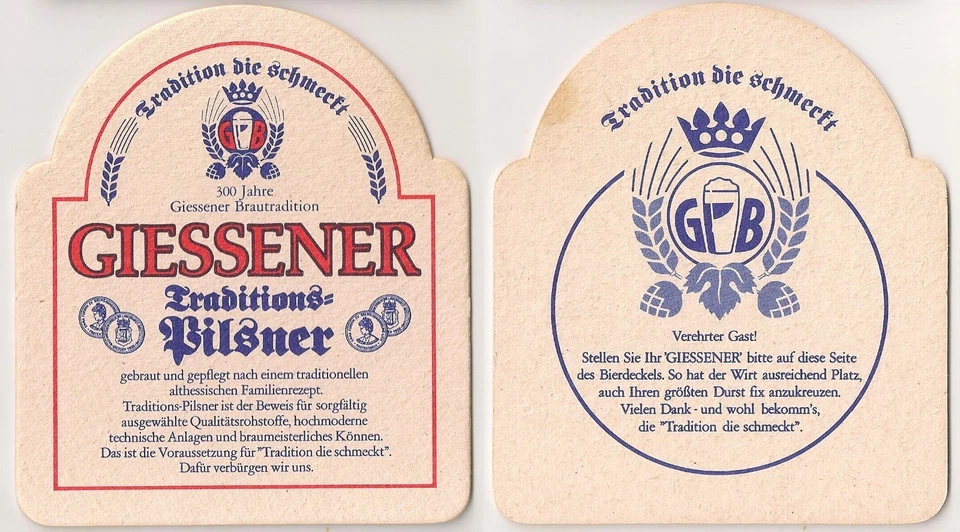 Tradition die schmeckt
GPB
300 Jahre
Giessener Brautradition
GIESSENER
Traditions-
Pilsner
gebraut und gepflegt nach einem traditionellen
althessischen Familienrezept.
Traditions-Pilsner ist der Beweis für sorgfältig
ausgewählte Qualitätsrohstoffe, hochmoderne
technische Anlagen und braumeisterliches Können.
Das ist die Voraussetzung für "Tradition die schmeckt".
Dafür verbürgen wir uns.
Tradition die schmeckt
GPB
Verehrter Gast!
Stellen Sie Ihr 'GIESSENER' bitte auf diese Seite
des Bierdeckels. So hat der Wirt ausreichend Platz,
auch Ihren größten Durst fix anzukreuzen.
Vielen Dank - und wohl bekomm's,
die "Tradition die schmeckt".